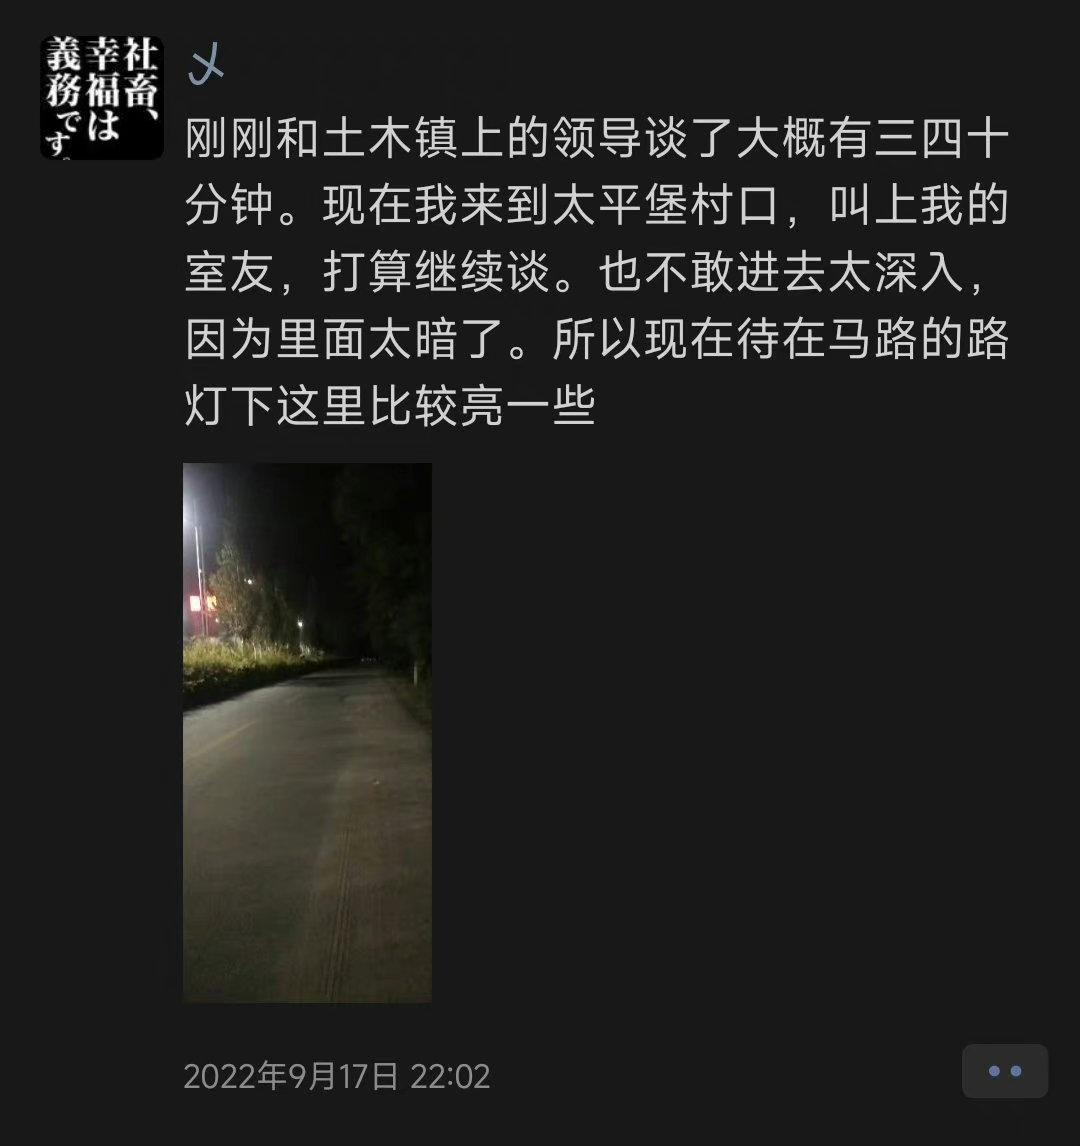 社畜、
幸福は
義務です。
乄
刚刚和土木镇上的领导谈了大概有三四十
分钟。现在我来到太平堡村口，叫上我的
室友，打算继续谈。也不敢进去太深入，
因为里面太暗了。所以现在待在马路的路
灯下这里比较亮一些
2022年9月17日 22:02